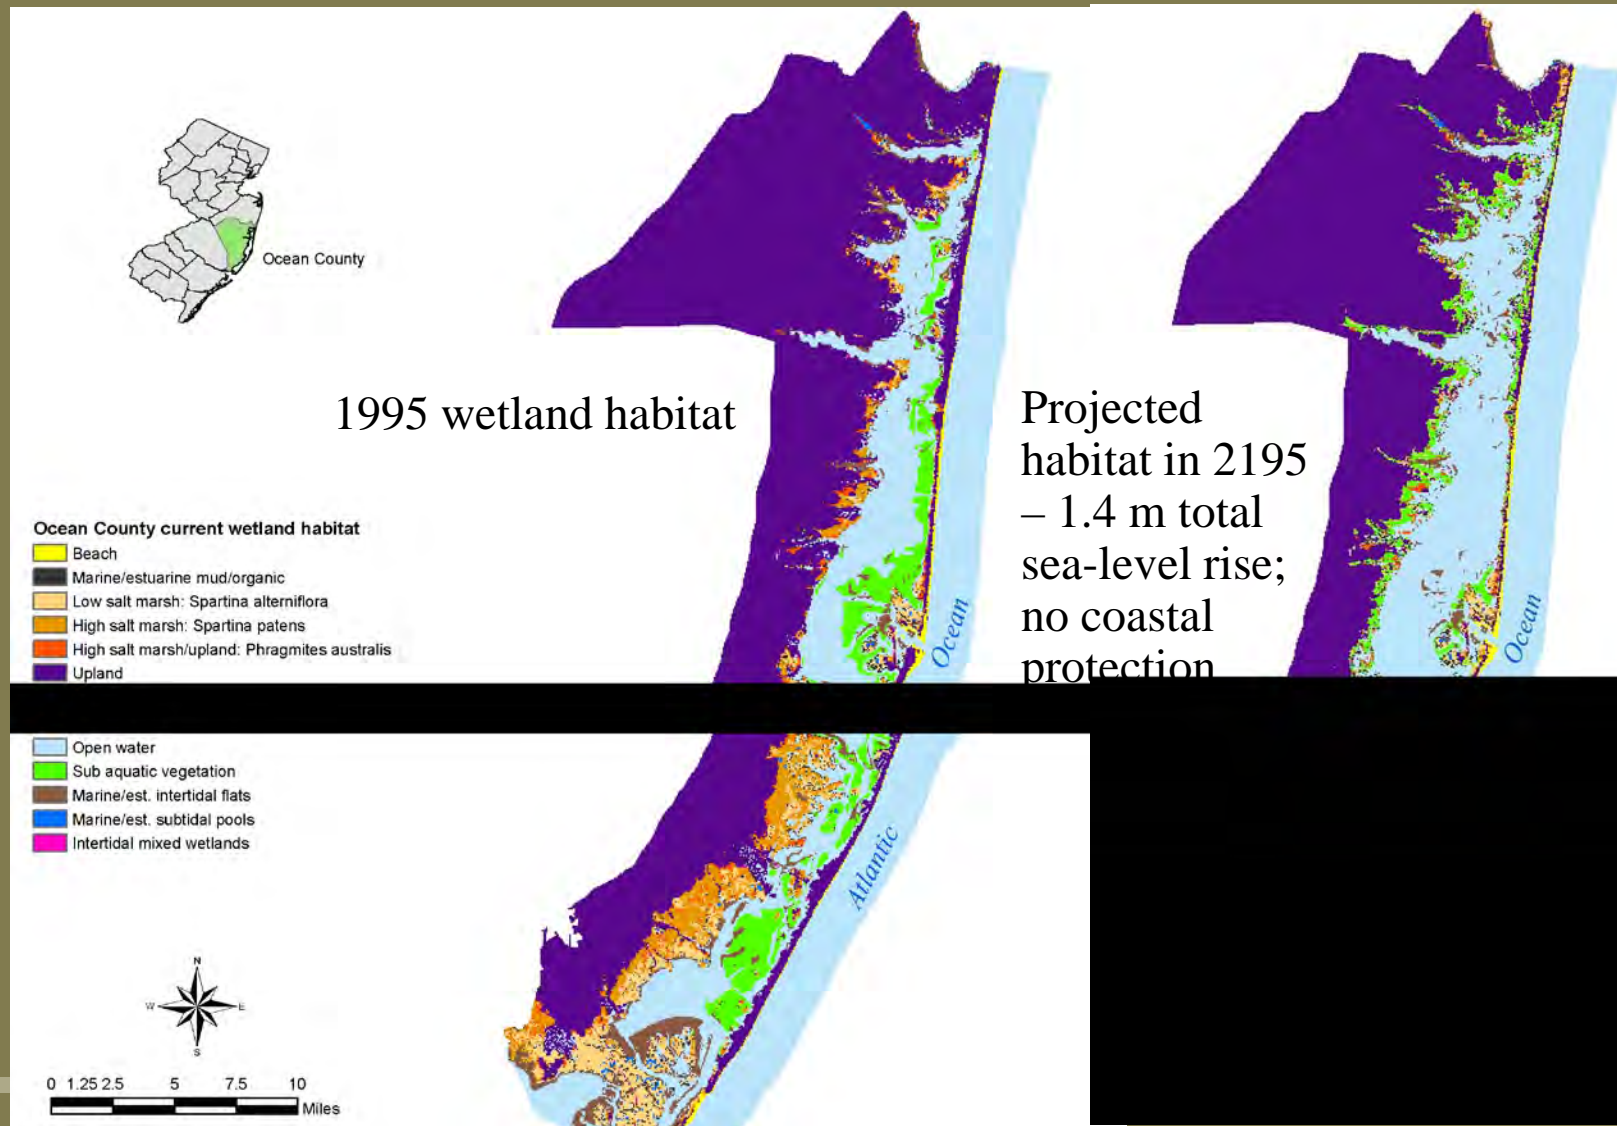 Ocean County
1995 wetland habitat
Projected
habitat in 2195
– 1.4 m total
sea-level rise;
no coastal
protection
Ocean County current wetland habitat
Beach
Marine/estuarine mud/organic
Low salt marsh: Spartina alterniflora
High salt marsh: Spartina patens
High salt marsh/upland: Phragmites australis
Upland
Open water
Sub aquatic vegetation
Marine/est. intertidal flats
Marine/est. subtidal pools
Intertidal mixed wetlands
Ocean
Ocean
Atlantic
N
W E
S
0 1.25 2.5 5 7.5 10
Miles